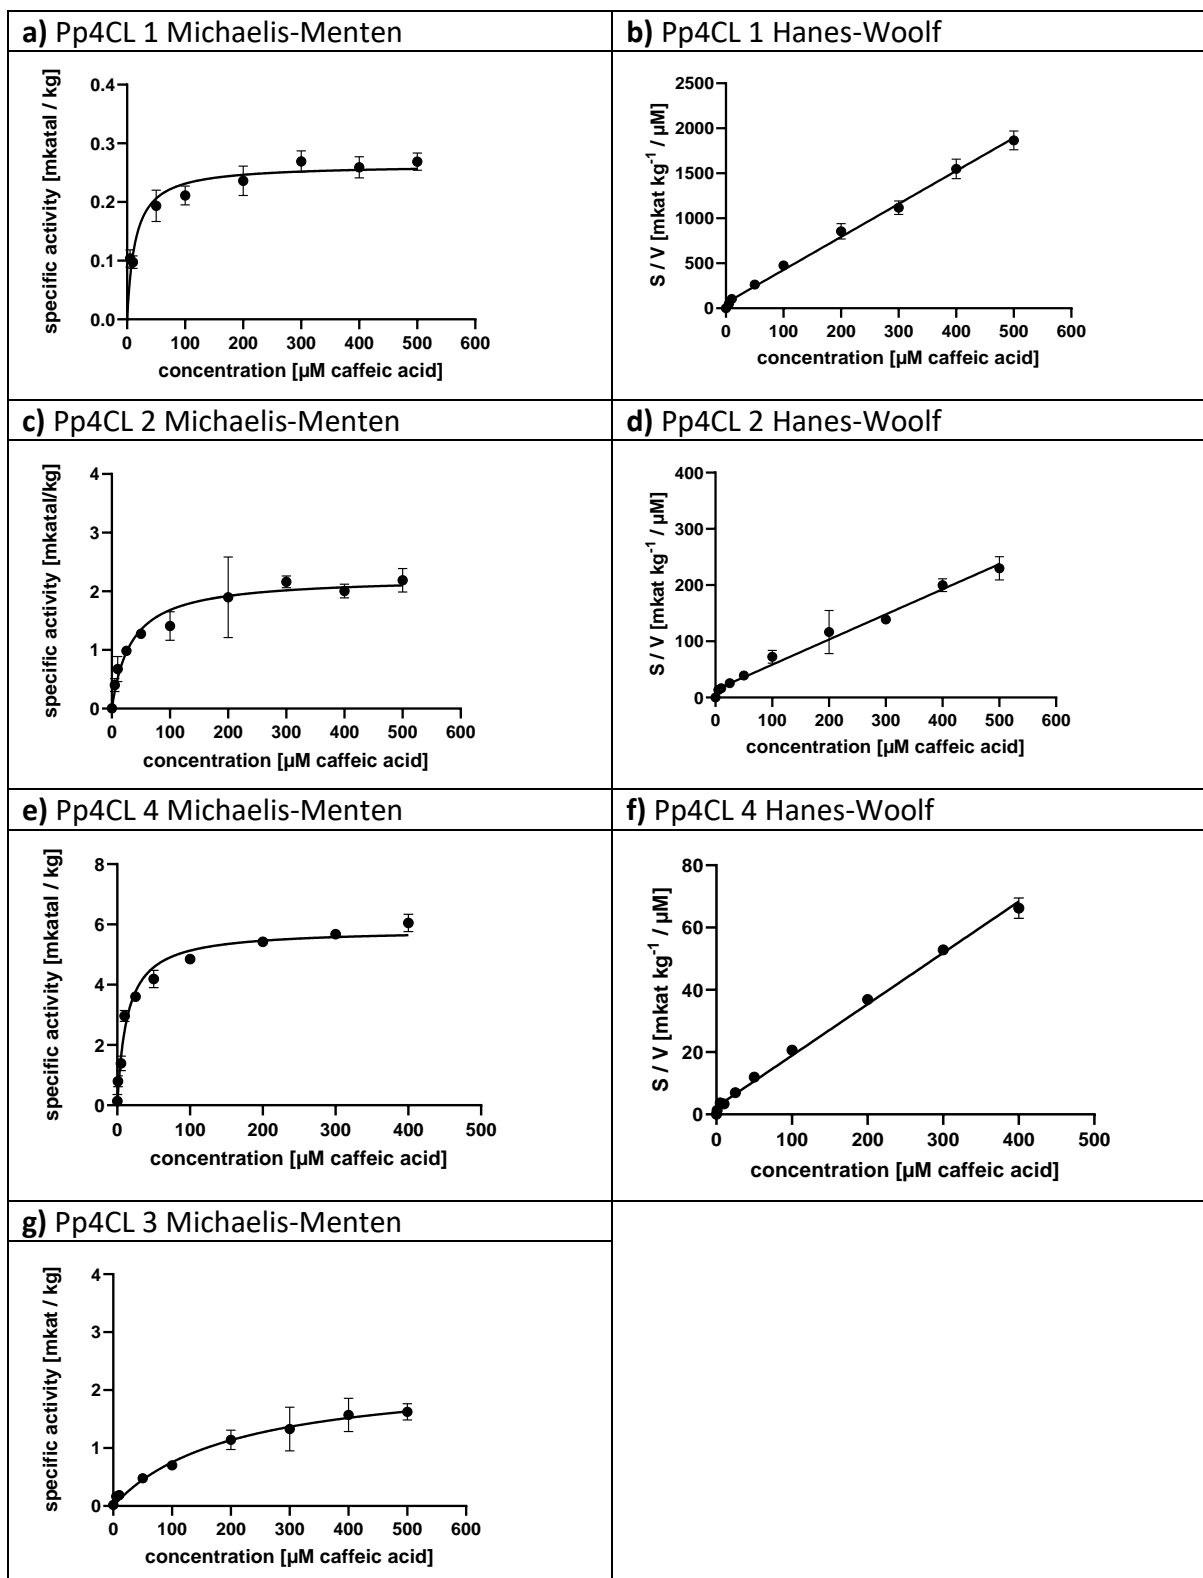 a) Pp4CL 1 Michaelis-Menten
b) Pp4CL 1 Hanes-Woolf
specific activity [mkatal / kg]
0.4
0.3
0.2
0.1
0.0
0 100 200 300 400 500 600
concentration [µM caffeic acid]
S / V [mkat kg⁻¹ / µM]
2500
2000
1500
1000
500
0
0 100 200 300 400 500 600
concentration [µM caffeic acid]
c) Pp4CL 2 Michaelis-Menten
d) Pp4CL 2 Hanes-Woolf
specific activity [mkatal/kg]
4
3
2
1
0
0 100 200 300 400 500 600
concentration [µM caffeic acid]
S / V [mkat kg⁻¹ / µM]
400
300
200
100
0
0 100 200 300 400 500 600
concentration [µM caffeic acid]
e) Pp4CL 4 Michaelis-Menten
f) Pp4CL 4 Hanes-Woolf
specific activity [mkatal / kg]
8
6
4
2
0
0 100 200 300 400 500
concentration [µM caffeic acid]
S / V [mkat kg⁻¹ / µM]
80
60
40
20
0
0 100 200 300 400 500
concentration [µM caffeic acid]
g) Pp4CL 3 Michaelis-Menten
specific activity [mkat / kg]
4
3
2
1
0
0 100 200 300 400 500 600
concentration [µM caffeic acid]